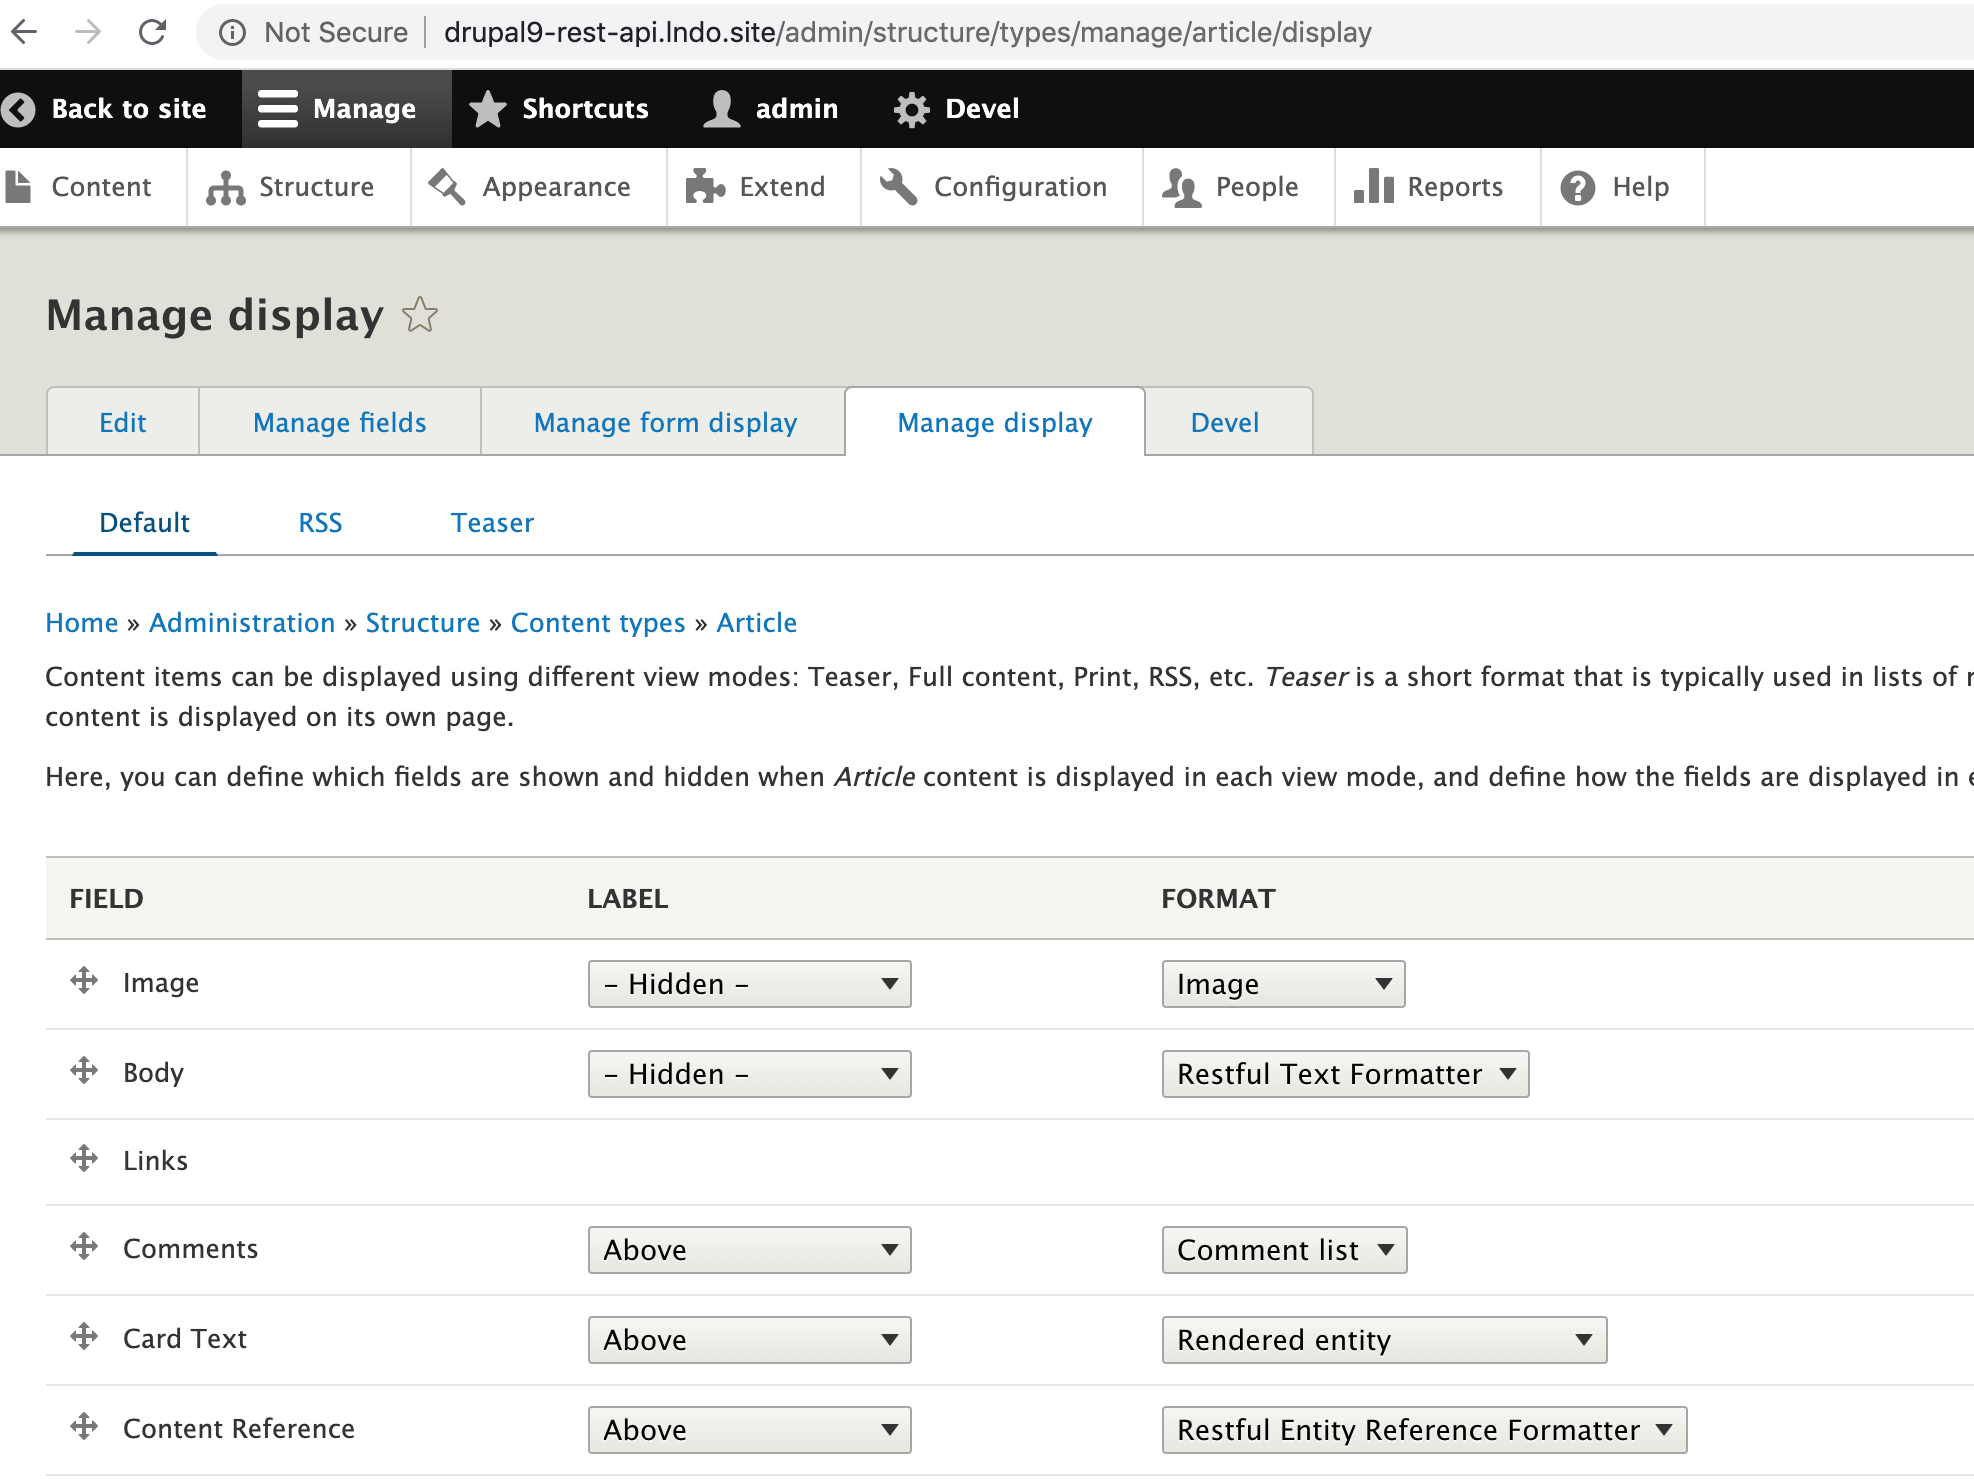 Not Secure | drupal9-rest-api.lndo.site/admin/structure/types/manage/article/display
Back to site Manage Shortcuts admin Devel
Content Structure Appearance Extend Configuration People Reports Help
Manage display
Edit Manage fields Manage form display Manage display Devel
Default RSS Teaser
Home » Administration » Structure » Content types » Article
Content items can be displayed using different view modes: Teaser, Full content, Print, RSS, etc. Teaser is a short format that is typically used in lists of
content is displayed on its own page.
Here, you can define which fields are shown and hidden when Article content is displayed in each view mode, and define how the fields are displayed in
FIELD LABEL FORMAT
Image - Hidden - Image
Body - Hidden - Restful Text Formatter
Links
Comments Above Comment list
Card Text Above Rendered entity
Content Reference Above Restful Entity Reference Formatter